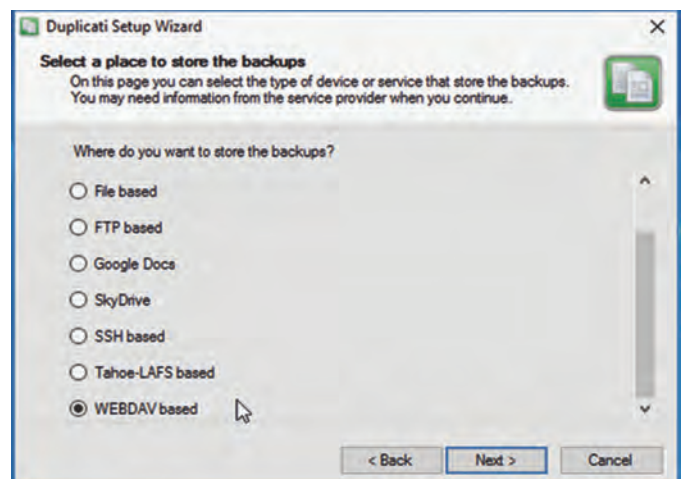 Duplicati Setup Wizard
Select a place to store the backups
On this page you can select the type of device or service that store the backups.
You may need information from the service provider when you continue.
Where do you want to store the backups?
File based
FTP based
Google Docs
SkyDrive
SSH based
Tahoe-LAFS based
WEBDAV based
< Back Next > Cancel